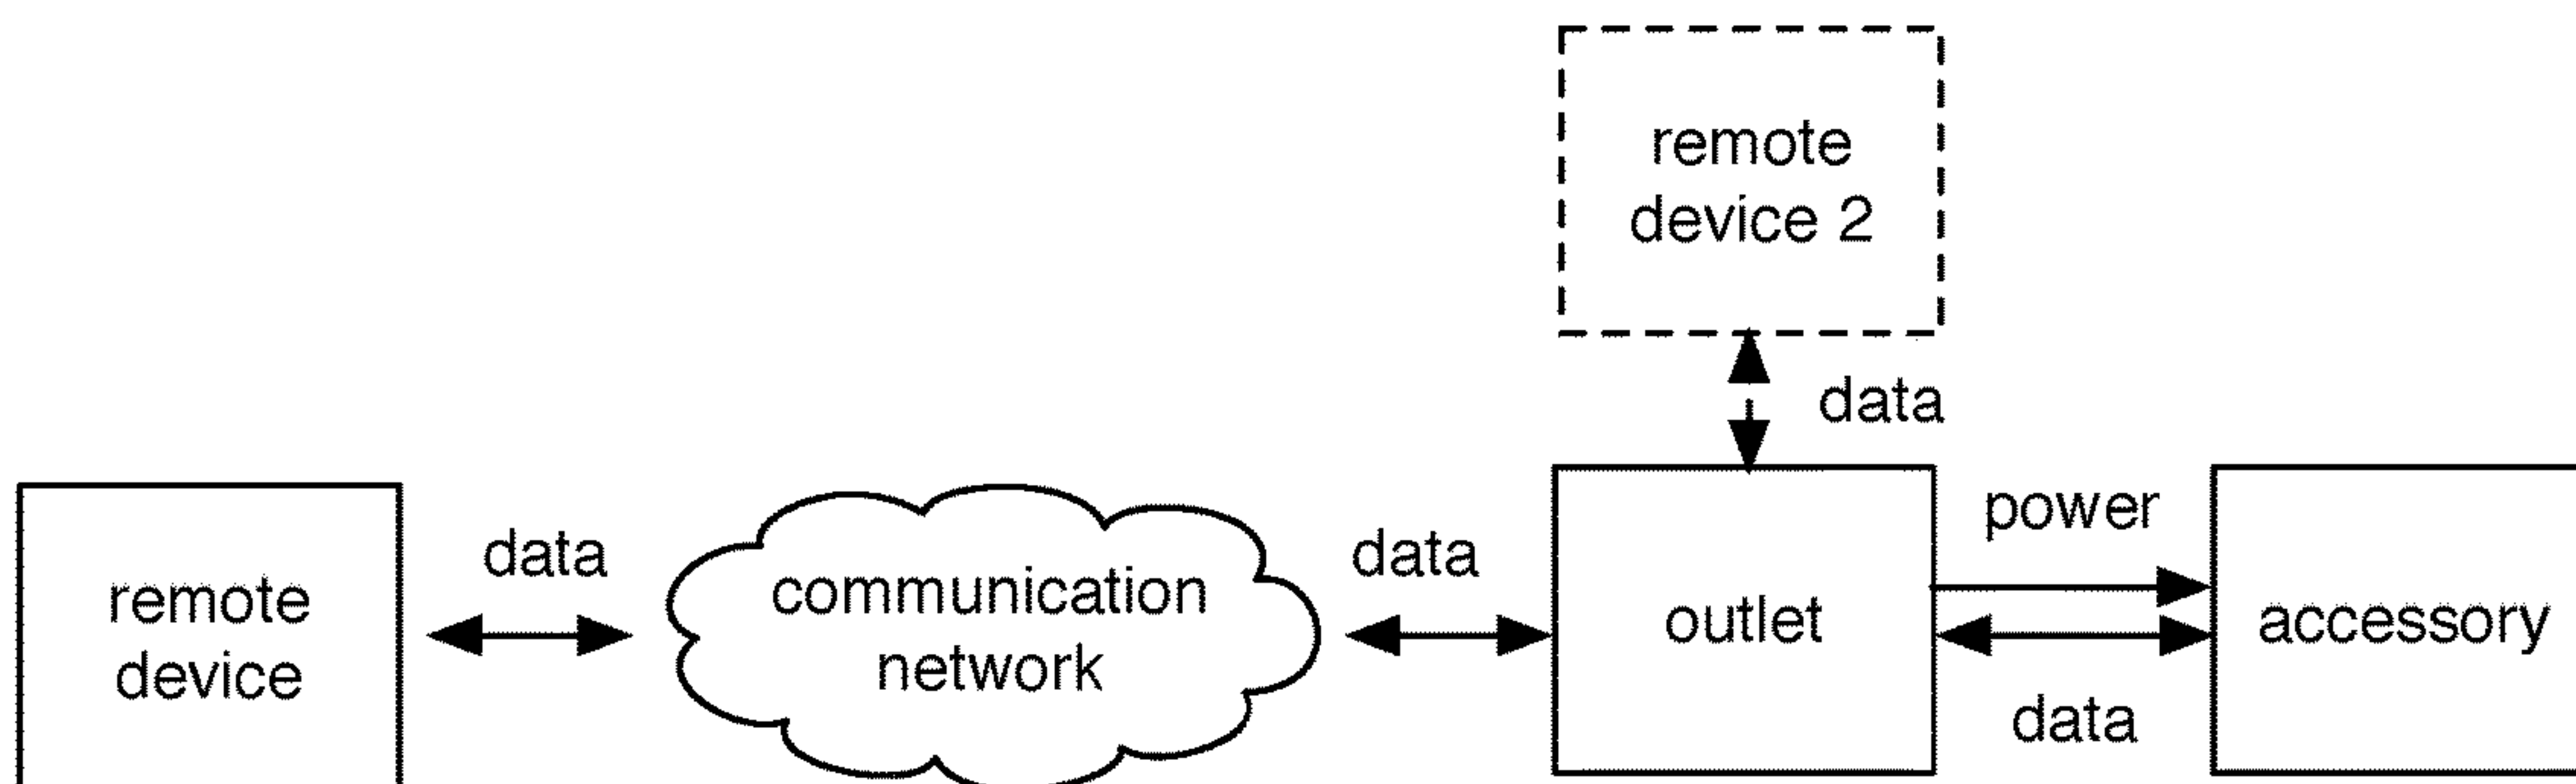 remote
device 2
data
remote
device
data
communication
network
data
outlet
power
data
accessory